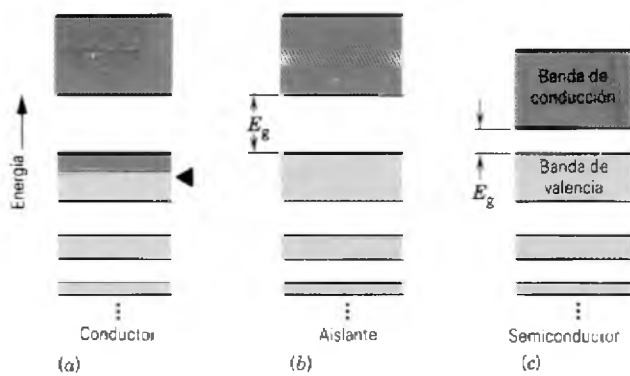 Energía
E_g
Banda de
conducción
Banda de
valencia
E_g
Conductor
Aislante
Semiconductor
(a)
(b)
(c)